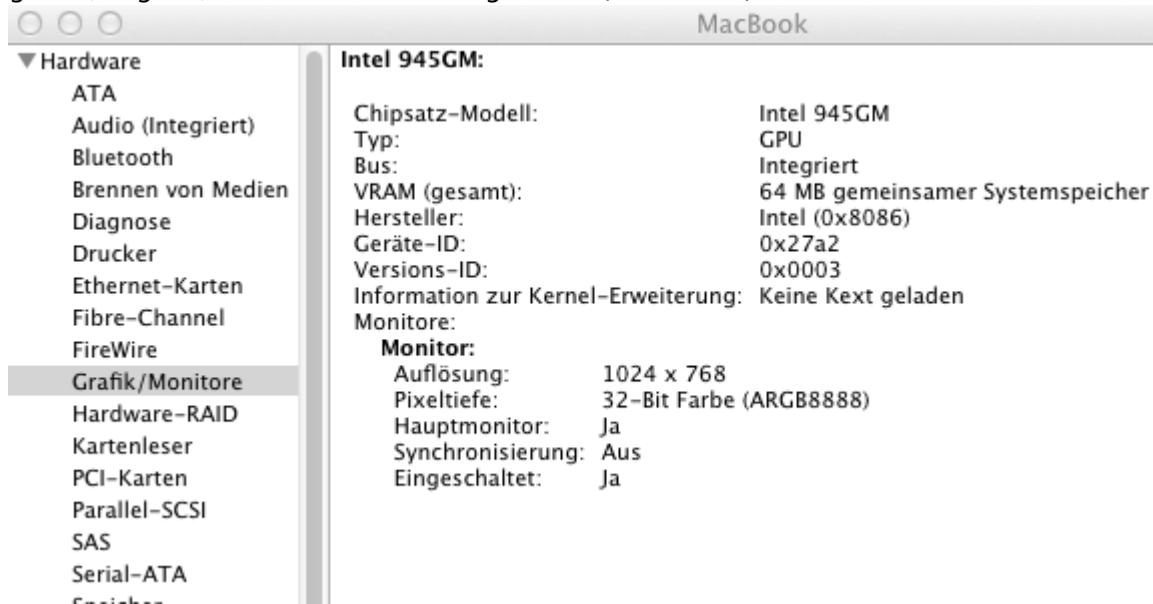 MacBook
Hardware
ATA
Audio (Integriert)
Bluetooth
Brennen von Medien
Diagnose
Drucker
Ethernet-Karten
Fibre-Channel
FireWire
Grafik/Monitore
Hardware-RAID
Kartenleser
PCI-Karten
Parallel-SCSI
SAS
Serial-ATA
Intel 945GM:
Chipsatz-Modell: Intel 945GM
Typ: GPU
Bus: Integriert
VRAM (gesamt): 64 MB gemeinsamer Systemspeicher
Hersteller: Intel (0x8086)
Geräte-ID: 0x27a2
Versions-ID: 0x0003
Information zur Kernel-Erweiterung: Keine Kext geladen
Monitore:
Monitor:
Auflösung: 1024 x 768
Pixeltiefe: 32-Bit Farbe (ARGB8888)
Hauptmonitor: Ja
Synchronisierung: Aus
Eingeschaltet: Ja